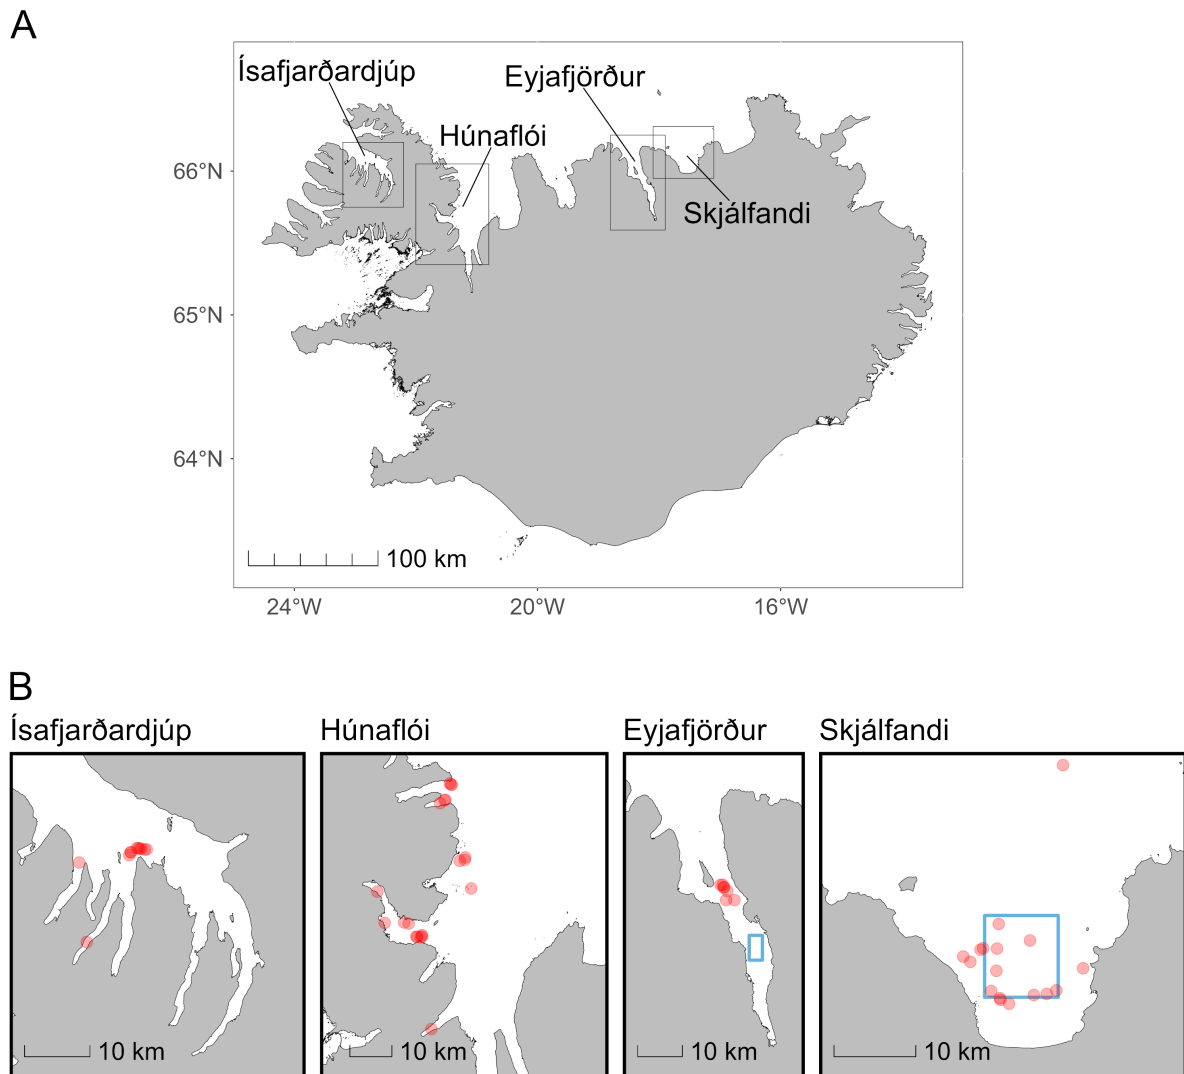 A
Ísafjarðardjúp
Eyjafjörður
Húnaflói
Skjálfandi
66°N
65°N
64°N
100 km
24°W
20°W
16°W
B
Ísafjarðardjúp
Húnaflói
Eyjafjörður
Skjálfandi
10 km
10 km
10 km
10 km